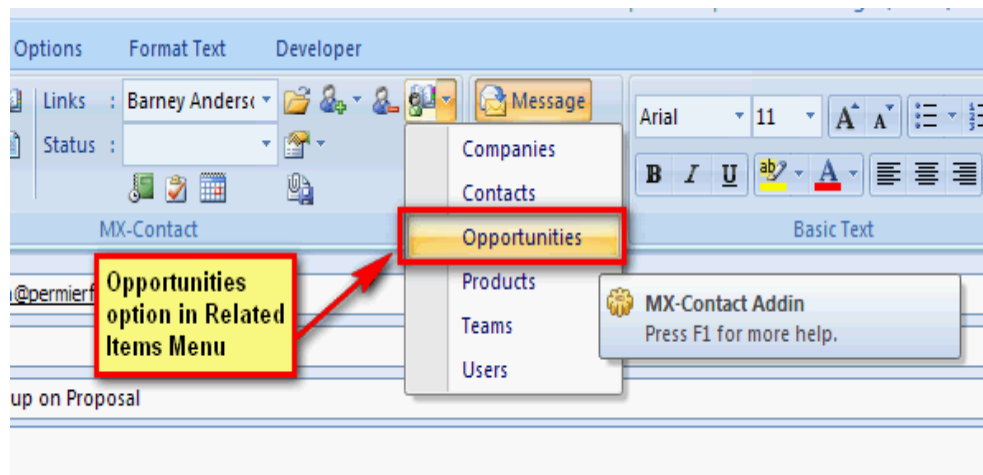 Options Format Text Developer
Links : Barney Anders
Message
Arial 11 A A
Status :
Companies
B I U ab A
Contacts
MX-Contact
Opportunities
Basic Text
Opportunities
option in Related
Items Menu
@permierf
Products
MX-Contact Addin
Press F1 for more help.
Teams
Users
up on Proposal